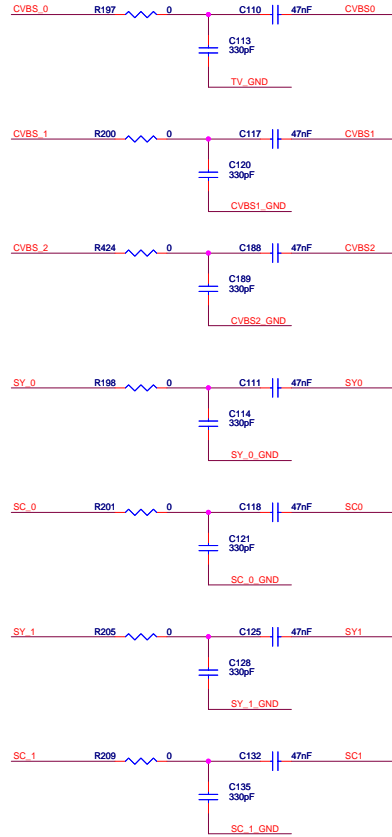 CVBS_0 R197 0 C110 47nF CVBS0
C113
330pF
TV_GND
CVBS_1 R200 0 C117 47nF CVBS1
C120
330pF
CVBS1_GND
CVBS_2 R424 0 C188 47nF CVBS2
C189
330pF
CVBS2_GND
SY_0 R198 0 C111 47nF SY0
C114
330pF
SY_0_GND
SC_0 R201 0 C118 47nF SC0
C121
330pF
SC_0_GND
SY_1 R205 0 C125 47nF SY1
C128
330pF
SY_1_GND
SC_1 R209 0 C132 47nF SC1
C135
330pF
SC_1_GND